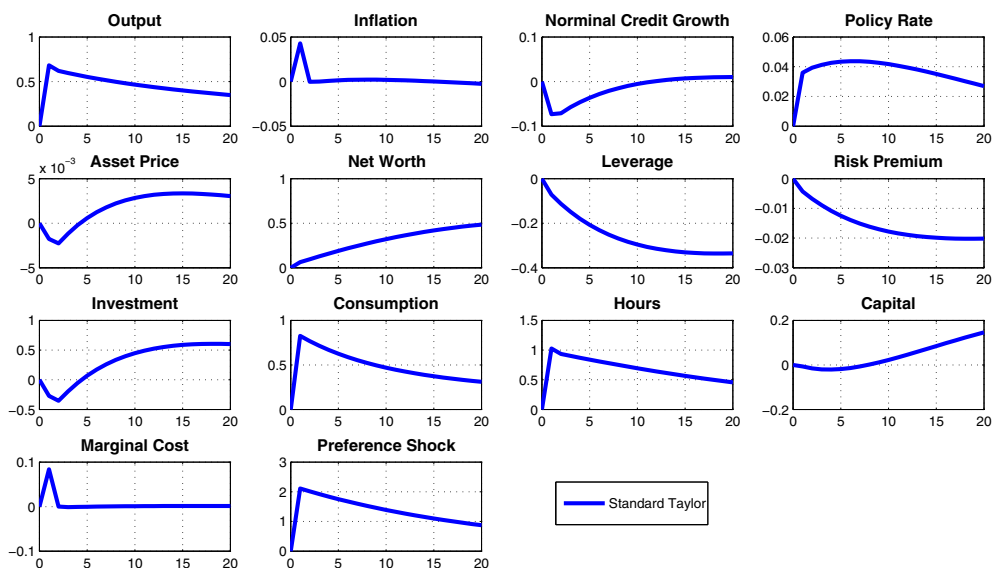 Output
Inflation
Norminal Credit Growth
Policy Rate
1
0.5
0
0 5 10 15 20
0.05
0
−0.05
0 5 10 15 20
0.1
0
−0.1
0 5 10 15 20
0.06
0.04
0.02
0
0 5 10 15 20
x 10−3
Asset Price
Net Worth
Leverage
Risk Premium
5
0
−5
0 5 10 15 20
1
0.5
0
0 5 10 15 20
0
−0.2
−0.4
0 5 10 15 20
0
−0.01
−0.02
−0.03
0 5 10 15 20
Investment
Consumption
Hours
Capital
1
0.5
0
−0.5
0 5 10 15 20
1
0.5
0
0 5 10 15 20
1.5
1
0.5
0
0 5 10 15 20
0.2
0
−0.2
0 5 10 15 20
Marginal Cost
Preference Shock
0.1
0
−0.1
0 5 10 15 20
3
2
1
0
0 5 10 15 20
Standard Taylor